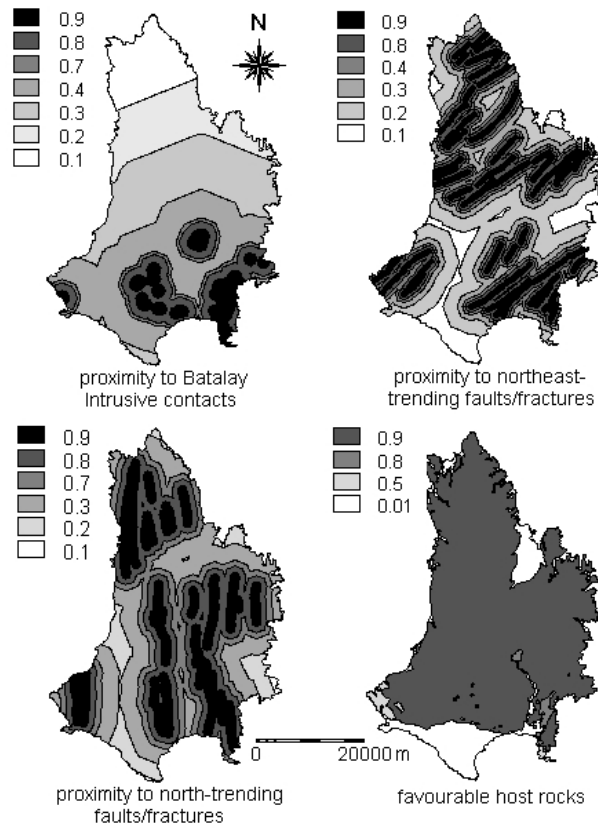 0.9
0.8
0.7
0.4
0.3
0.2
0.1
N
proximity to Batalay
Intrusive contacts
0.9
0.8
0.4
0.3
0.2
0.1
proximity to northeast-
trending faults/fractures
0.9
0.8
0.7
0.3
0.2
0.1
proximity to north-trending
faults/fractures
0 20000 m
0.9
0.8
0.5
0.01
favourable host rocks